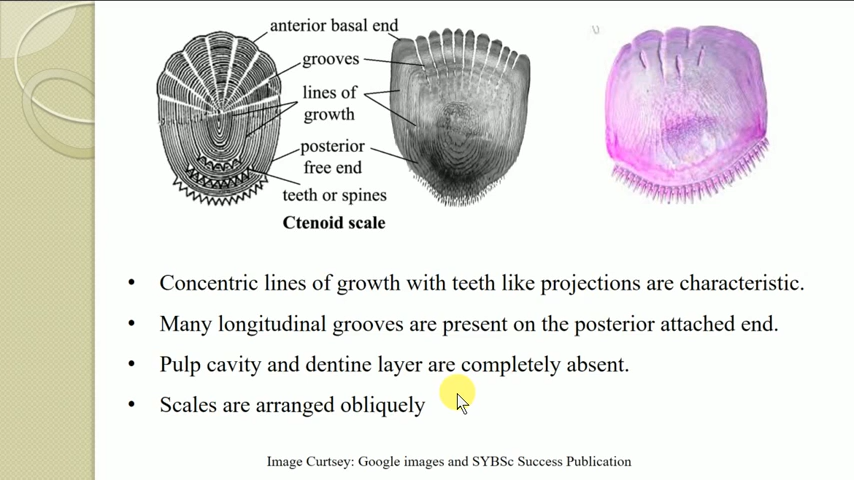 anterior basal end
grooves
lines of
growth
posterior
free end
teeth or spines
Ctenoid scale
• Concentric lines of growth with teeth like projections are characteristic.
• Many longitudinal grooves are present on the posterior attached end.
• Pulp cavity and dentine layer are completely absent.
• Scales are arranged obliquely
Image Curtsey: Google images and SYBSc Success Publication